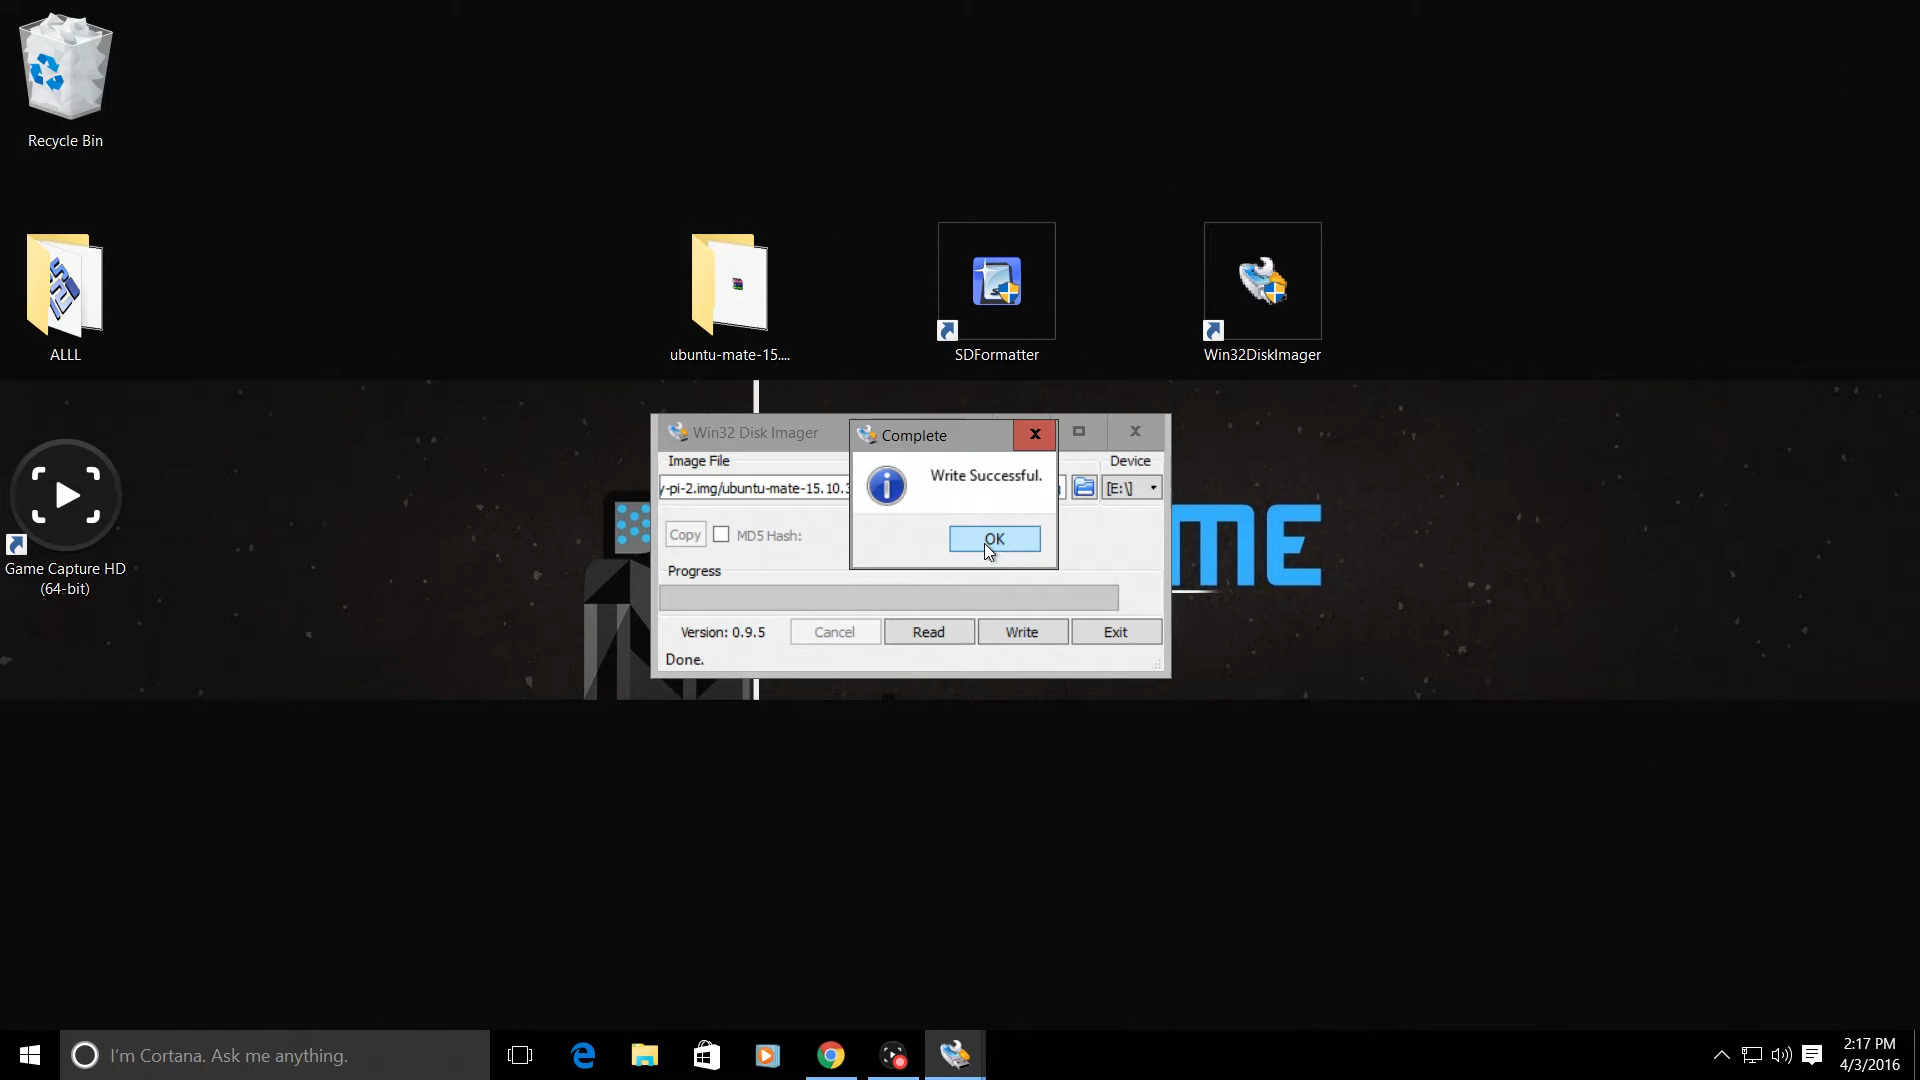 Recycle Bin
ALLL
ubuntu-mate-15....
SDFormatter
Win32DiskImager
Game Capture HD
(64-bit)
Win32 Disk Imager
Complete
X
X
Image File
Device
y-pi-2.img/ubuntu-mate-15.10.3
[E:\]
Write Successful.
OK
Copy
MD5 Hash:
Progress
Version: 0.9.5
Cancel
Read
Write
Exit
Done.
ME
I'm Cortana. Ask me anything.
2:17 PM
4/3/2016